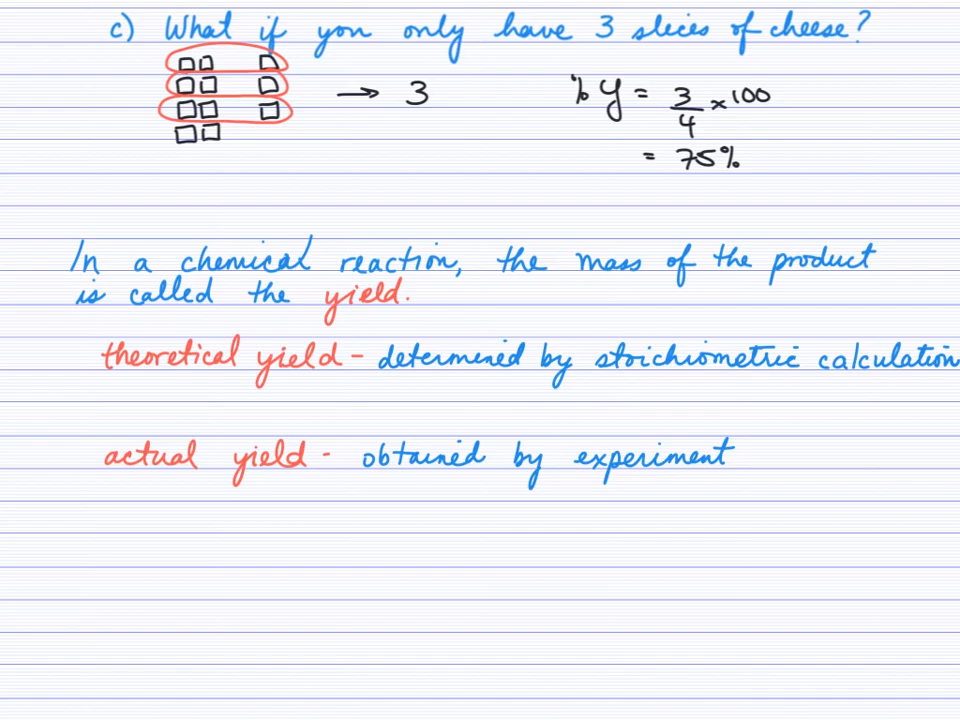 c) What if you only have 3 slices of cheese?
→ 3
% Y = 3/4 × 100
= 75%
In a chemical reaction, the mass of the product
is called the yield.
theoretical yield - determined by stoichiometric calculation
actual yield - obtained by experiment